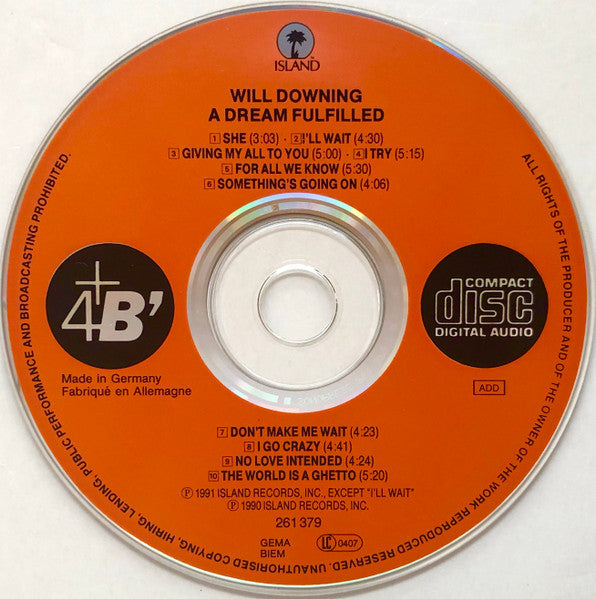 ISLAND
WILL DOWNING
A DREAM FULFILLED
1 SHE (3:03) · 2 I'LL WAIT (4:30)
3 GIVING MY ALL TO YOU (5:00) · 4 I TRY (5:15)
5 FOR ALL WE KNOW (5:30)
6 SOMETHING'S GOING ON (4:06)
4+B'
COMPACT
disc
DIGITAL AUDIO
Made in Germany
Fabriquè en Allemagne
ADD
7 DON'T MAKE ME WAIT (4:23)
8 I GO CRAZY (4:41)
9 NO LOVE INTENDED (4:24)
10 THE WORLD IS A GHETTO (5:20)
Ⓟ 1991 ISLAND RECORDS, INC., EXCEPT "I'LL WAIT"
Ⓟ 1990 ISLAND RECORDS, INC.
261 379
GEMA
BIEM
LC 0407
ALL RIGHTS OF THE PRODUCER AND OF THE OWNER OF THE WORK REPRODUCED RESERVED. UNAUTHORISED COPYING, HIRING, LENDING, PUBLIC PERFORMANCE AND BROADCASTING PROHIBITED.